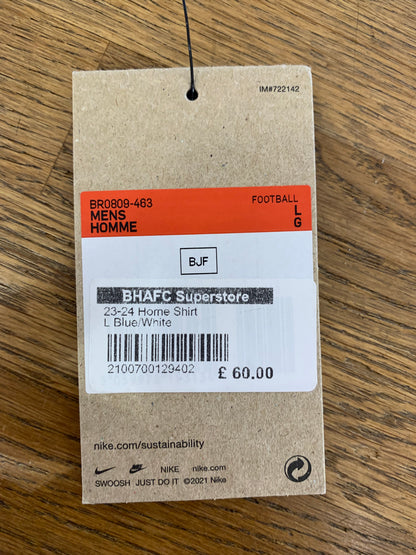 IM#722142
BR0809-463 FOOTBALL
MENS L
HOMME G
BJF
BHAFC Superstore
23-24 Home Shirt
L Blue/White
2100700129402 £ 60.00
nike.com/sustainability
NIKE nike.com
SWOOSH JUST DO IT ©2021 Nike